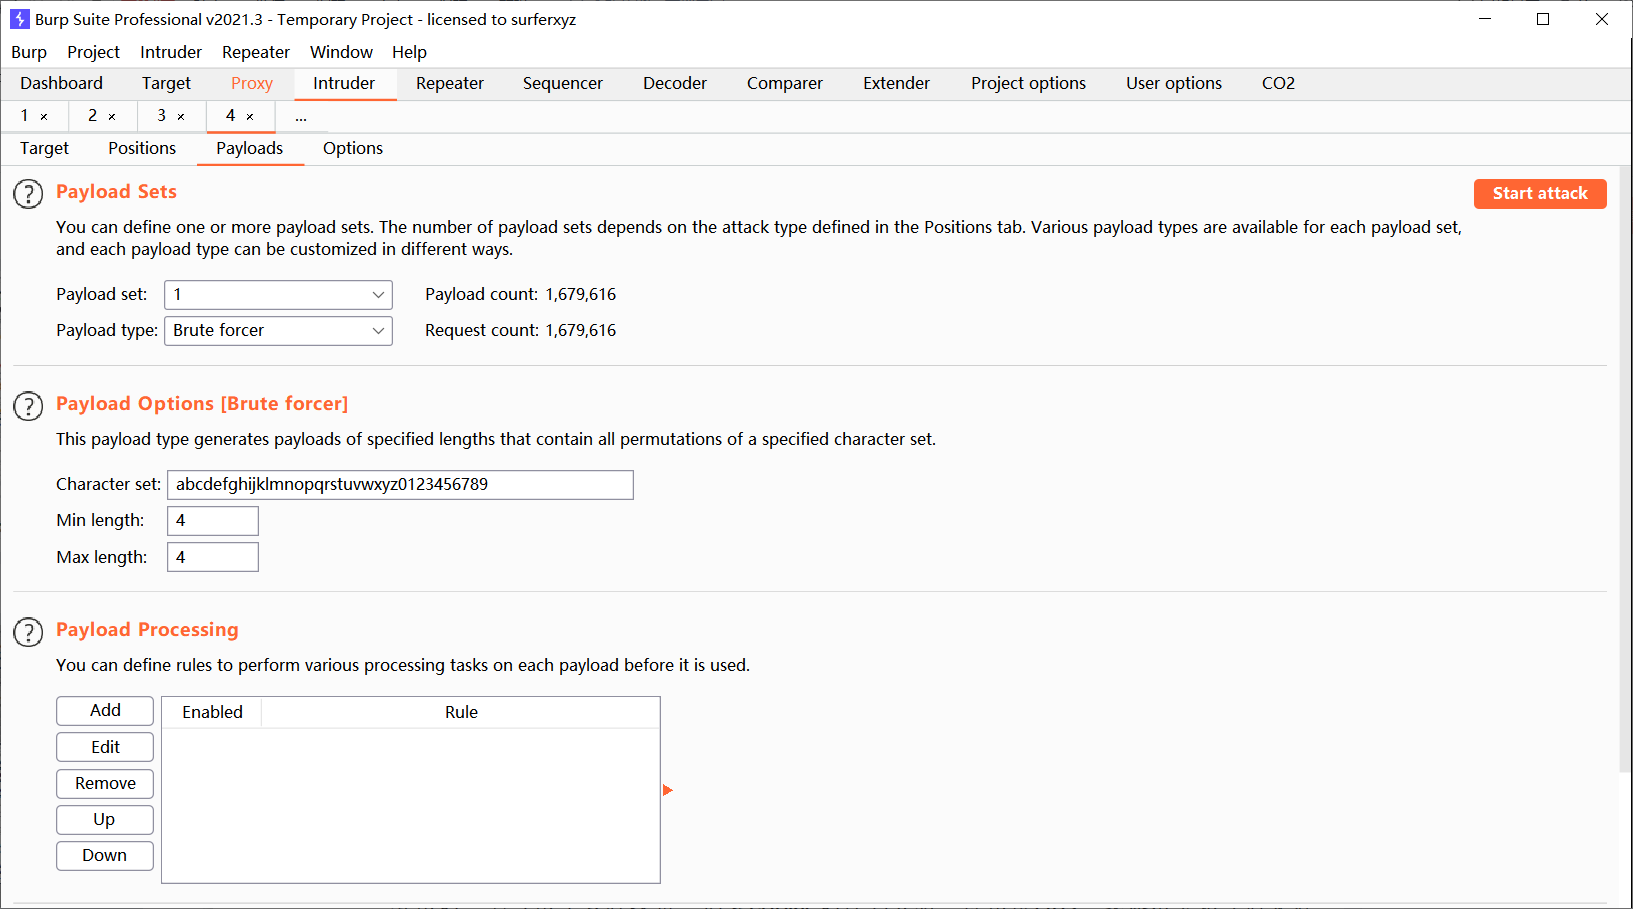 Burp Suite Professional v2021.3 - Temporary Project - licensed to surferxyz
Burp Project Intruder Repeater Window Help
Dashboard Target Proxy Intruder Repeater Sequencer Decoder Comparer Extender Project options User options CO2
1 × 2 × 3 × 4 × ...
Target Positions Payloads Options
? Payload Sets Start attack
You can define one or more payload sets. The number of payload sets depends on the attack type defined in the Positions tab. Various payload types are available for each payload set,
and each payload type can be customized in different ways.
Payload set: 1 Payload count: 1,679,616
Payload type: Brute forcer Request count: 1,679,616
? Payload Options [Brute forcer]
This payload type generates payloads of specified lengths that contain all permutations of a specified character set.
Character set: abcdefghijklmnopqrstuvwxyz0123456789
Min length: 4
Max length: 4
? Payload Processing
You can define rules to perform various processing tasks on each payload before it is used.
Add Enabled Rule
Edit
Remove
Up
Down